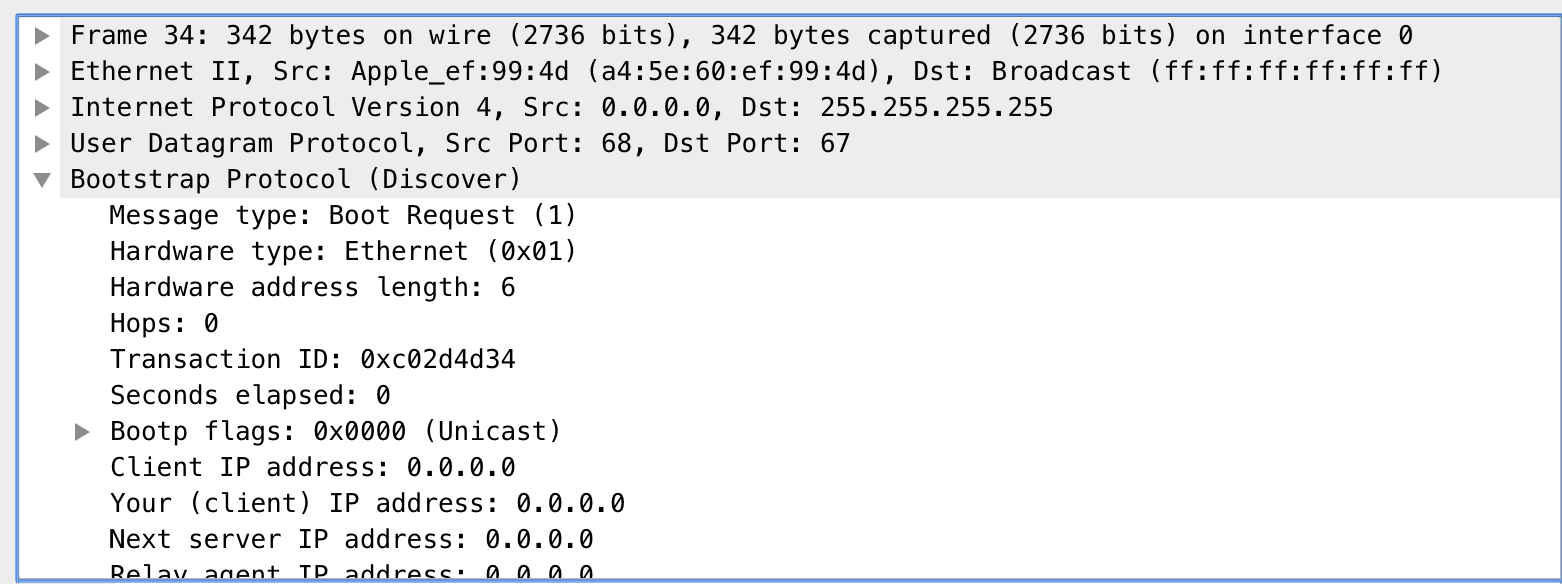 Frame 34: 342 bytes on wire (2736 bits), 342 bytes captured (2736 bits) on interface 0
Ethernet II, Src: Apple_ef:99:4d (a4:5e:60:ef:99:4d), Dst: Broadcast (ff:ff:ff:ff:ff:ff)
Internet Protocol Version 4, Src: 0.0.0.0, Dst: 255.255.255.255
User Datagram Protocol, Src Port: 68, Dst Port: 67
Bootstrap Protocol (Discover)
Message type: Boot Request (1)
Hardware type: Ethernet (0x01)
Hardware address length: 6
Hops: 0
Transaction ID: 0xc02d4d34
Seconds elapsed: 0
Bootp flags: 0x0000 (Unicast)
Client IP address: 0.0.0.0
Your (client) IP address: 0.0.0.0
Next server IP address: 0.0.0.0
Relay agent IP address: 0.0.0.0